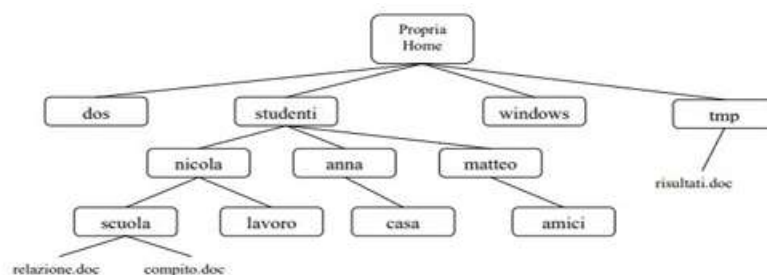 Propria
Home
dos
studenti
windows
tmp
nicola
anna
matteo
risultati.doc
scuola
lavoro
casa
amici
relazione.doc
compito.doc